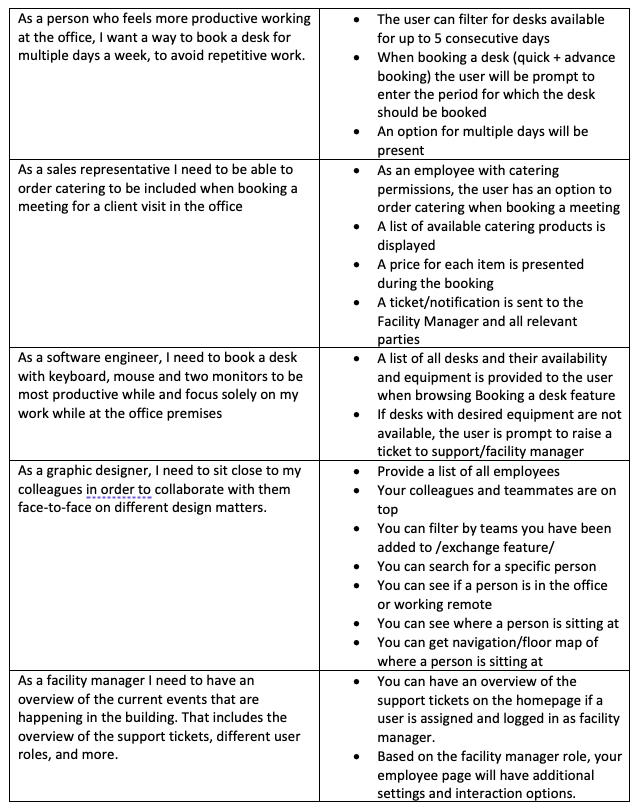 As a person who feels more productive working
at the office, I want a way to book a desk for
multiple days a week, to avoid repetitive work.
• The user can filter for desks available
for up to 5 consecutive days
• When booking a desk (quick + advance
booking) the user will be prompt to
enter the period for which the desk
should be booked
• An option for multiple days will be
present
As a sales representative I need to be able to
order catering to be included when booking a
meeting for a client visit in the office
• As an employee with catering
permissions, the user has an option to
order catering when booking a meeting
• A list of available catering products is
displayed
• A price for each item is presented
during the booking
• A ticket/notification is sent to the
Facility Manager and all relevant
parties
As a software engineer, I need to book a desk
with keyboard, mouse and two monitors to be
most productive while and focus solely on my
work while at the office premises
• A list of all desks and their availability
and equipment is provided to the user
when browsing Booking a desk feature
• If desks with desired equipment are not
available, the user is prompt to raise a
ticket to support/facility manager
As a graphic designer, I need to sit close to my
colleagues in order to collaborate with them
face-to-face on different design matters.
• Provide a list of all employees
• Your colleagues and teammates are on
top
• You can filter by teams you have been
added to /exchange feature/
• You can search for a specific person
• You can see if a person is in the office
or working remote
• You can see where a person is sitting at
• You can get navigation/floor map of
where a person is sitting at
As a facility manager I need to have an
overview of the current events that are
happening in the building. That includes the
overview of the support tickets, different user
roles, and more.
• You can have an overview of the
support tickets on the homepage if a
user is assigned and logged in as facility
manager.
• Based on the facility manager role, your
employee page will have additional
settings and interaction options.